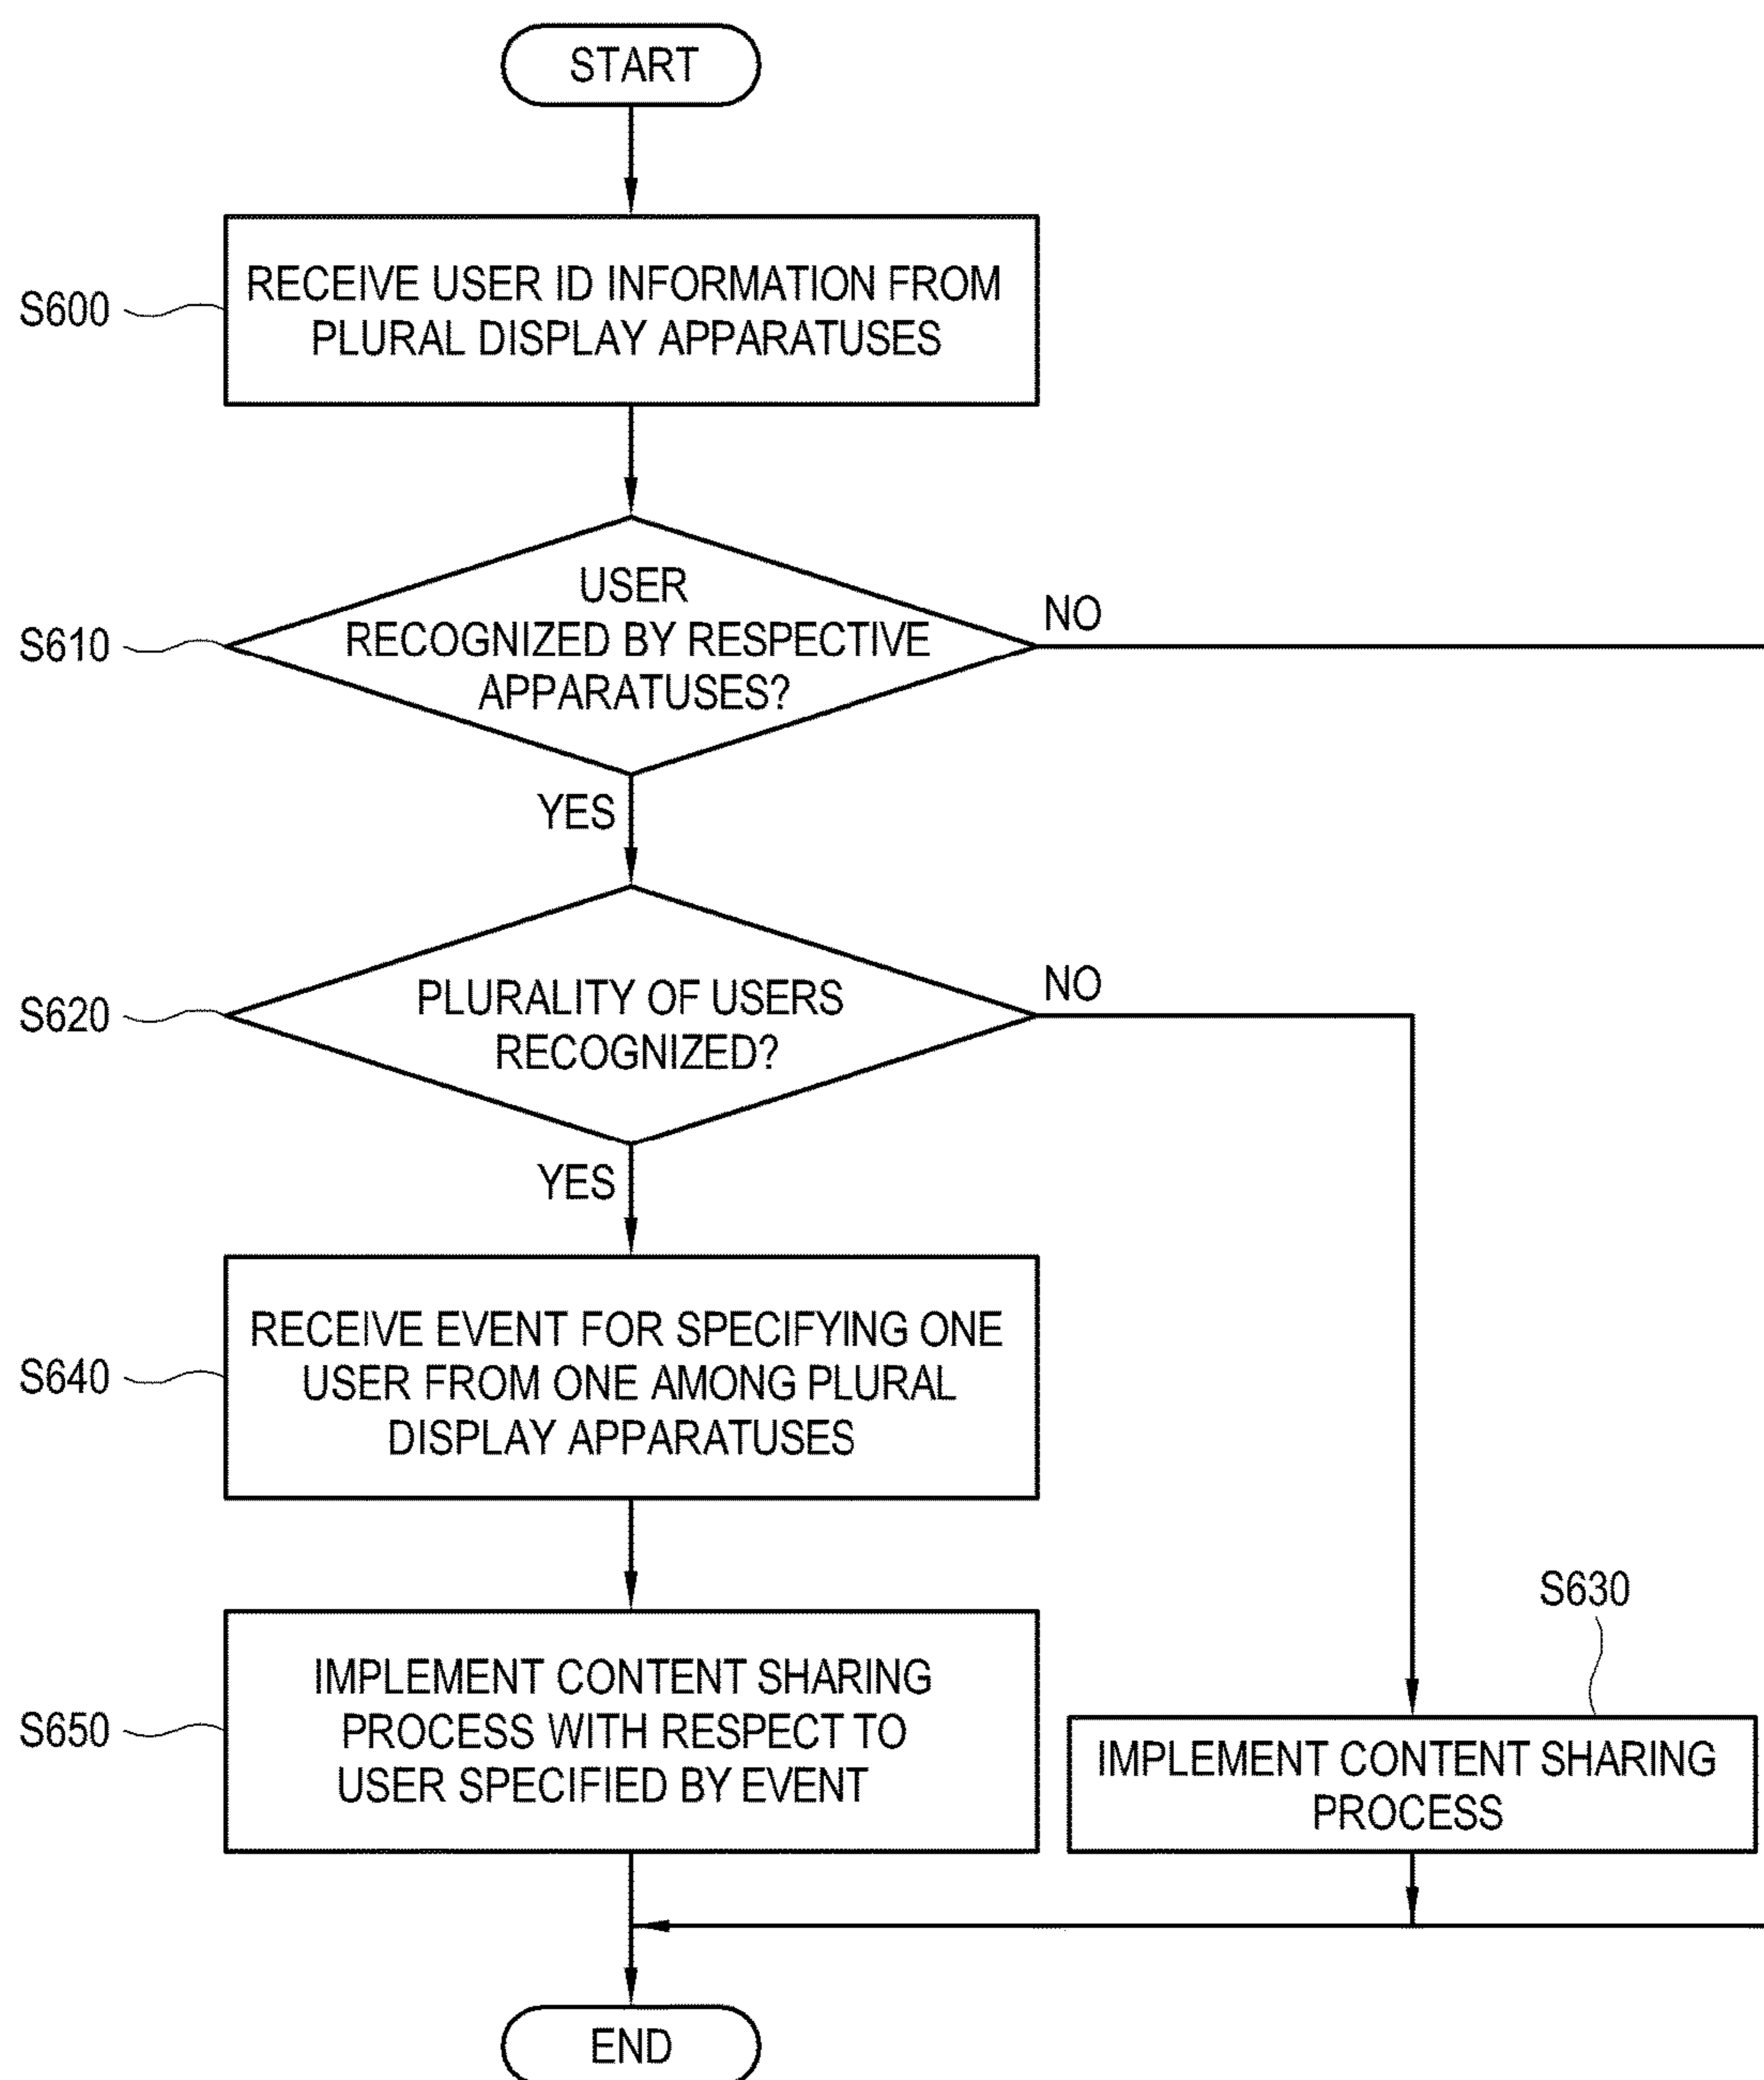 START
S600
RECEIVE USER ID INFORMATION FROM
PLURAL DISPLAY APPARATUSES
S610
USER
RECOGNIZED BY RESPECTIVE
APPARATUSES?
NO
YES
S620
PLURALITY OF USERS
RECOGNIZED?
NO
YES
S640
RECEIVE EVENT FOR SPECIFYING ONE
USER FROM ONE AMONG PLURAL
DISPLAY APPARATUSES
S650
IMPLEMENT CONTENT SHARING
PROCESS WITH RESPECT TO
USER SPECIFIED BY EVENT
S630
IMPLEMENT CONTENT SHARING
PROCESS
END